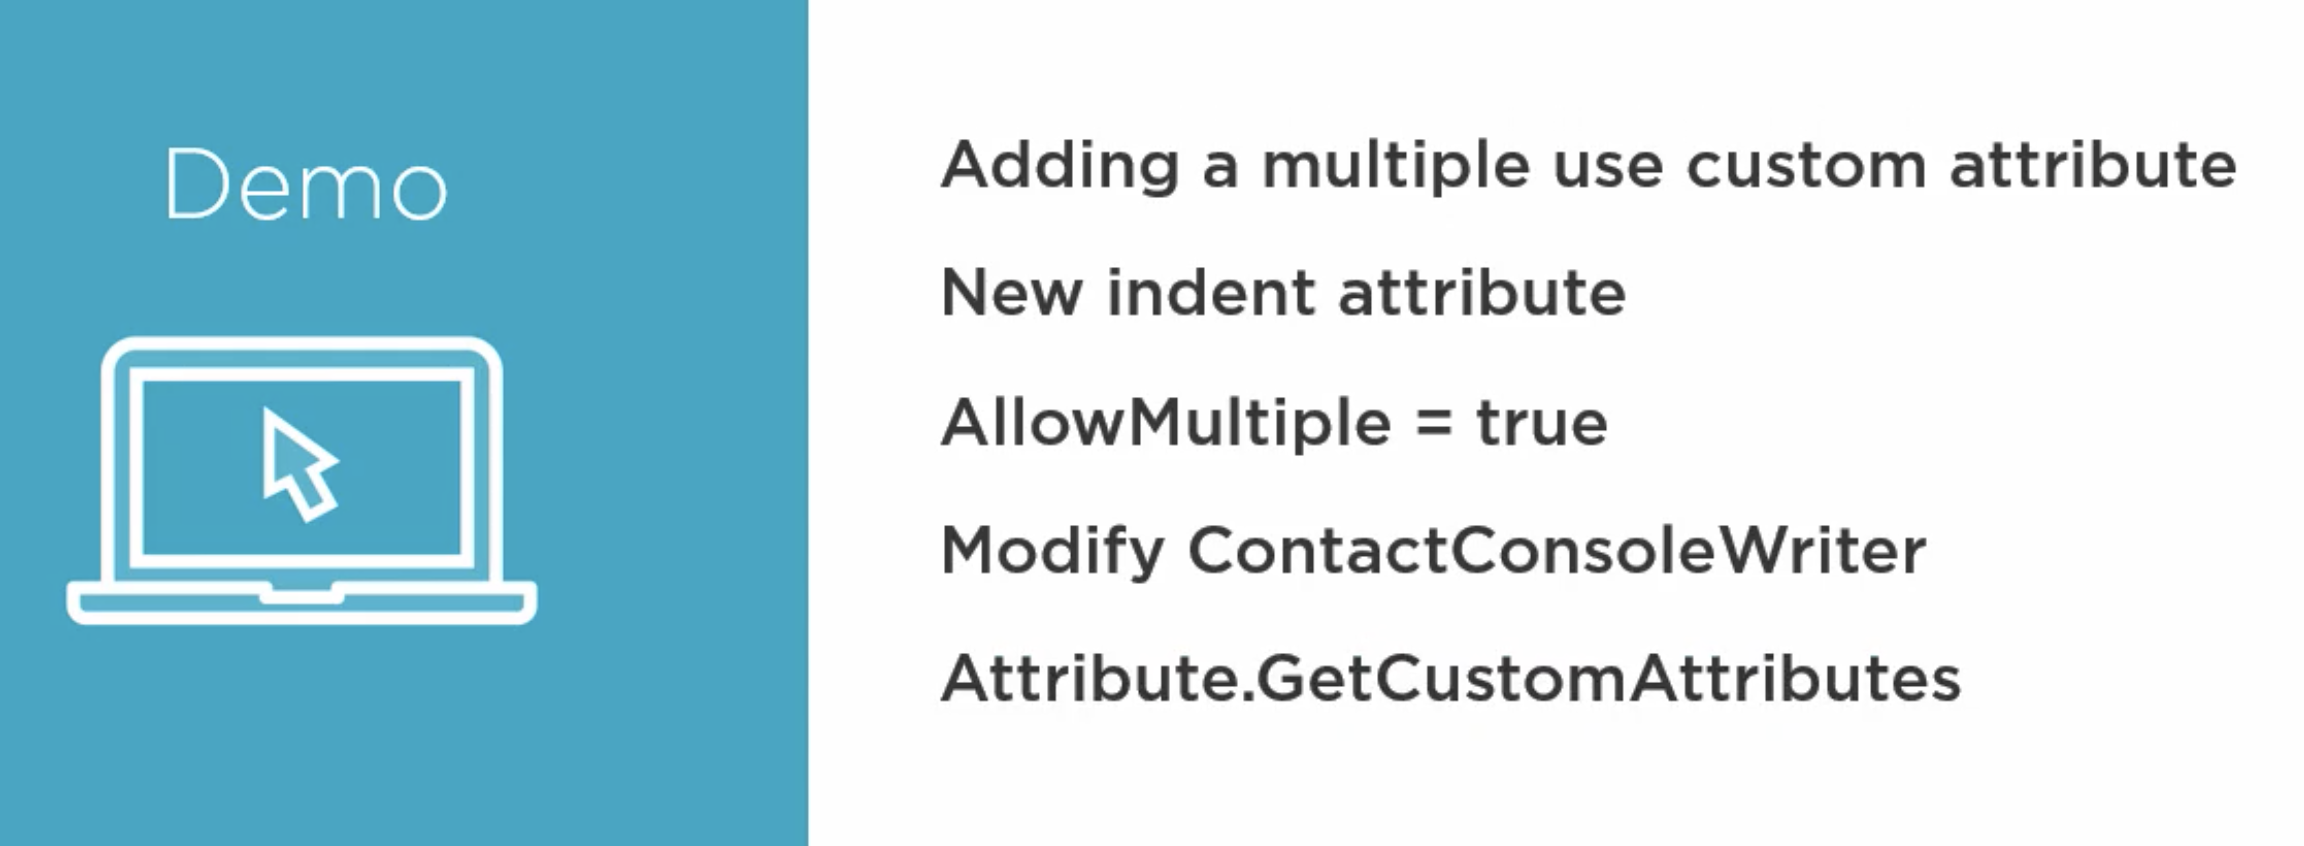 Demo
Adding a multiple use custom attribute
New indent attribute
AllowMultiple = true
Modify ContactConsoleWriter
Attribute.GetCustomAttributes